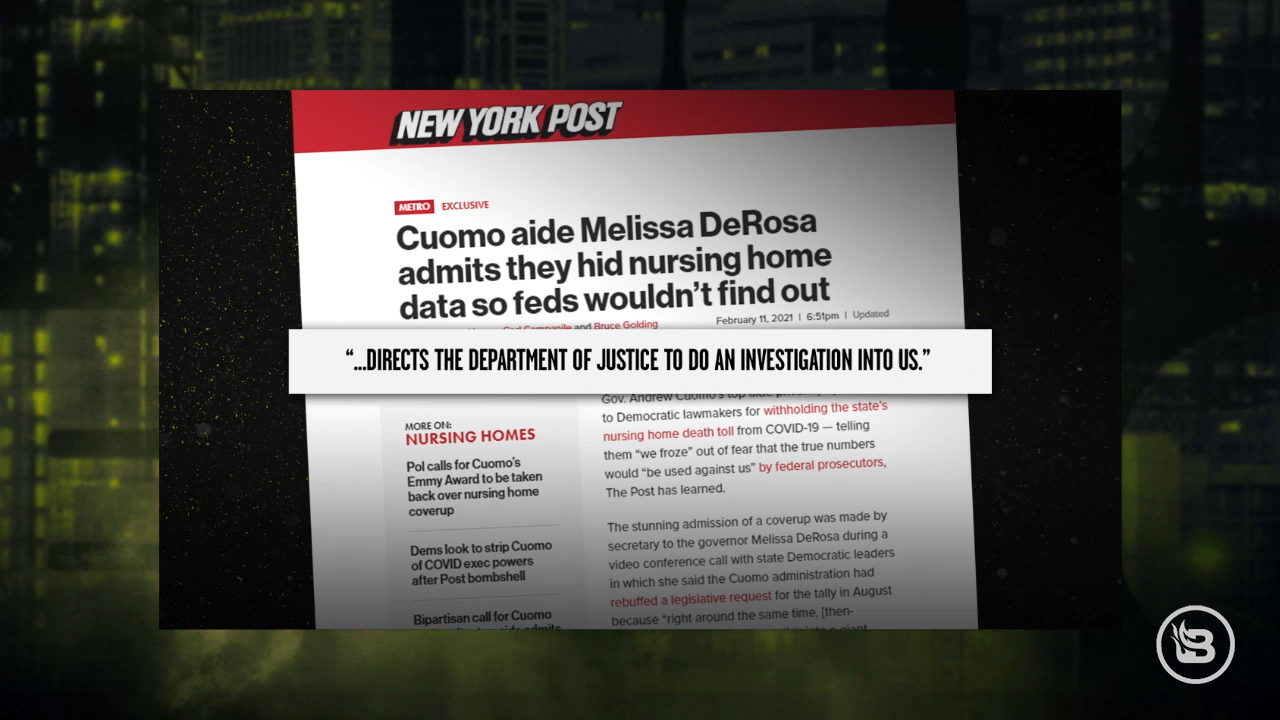 NEW YORK POST
METRO EXCLUSIVE
Cuomo aide Melissa DeRosa
admits they hid nursing home
data so feds wouldn't find out
Campanile and Bruce Golding
February 11, 2021 | 6:51pm | Updated
“...DIRECTS THE DEPARTMENT OF JUSTICE TO DO AN INVESTIGATION INTO US.”
Gov. Andrew Cuomo's top aide
to Democratic lawmakers for withholding the state's
nursing home death toll from COVID-19 — telling
them “we froze” out of fear that the true numbers
would “be used against us” by federal prosecutors,
The Post has learned.
The stunning admission of a coverup was made by
secretary to the governor Melissa DeRosa during a
video conference call with state Democratic leaders
in which she said the Cuomo administration had
rebuffed a legislative request for the tally in August
because “right around the same time, [then-
MORE ON:
NURSING HOMES
Pol calls for Cuomo's
Emmy Award to be taken
back over nursing home
coverup
Dems look to strip Cuomo
of COVID exec powers
after Post bombshell
Bipartisan call for Cuomo
B